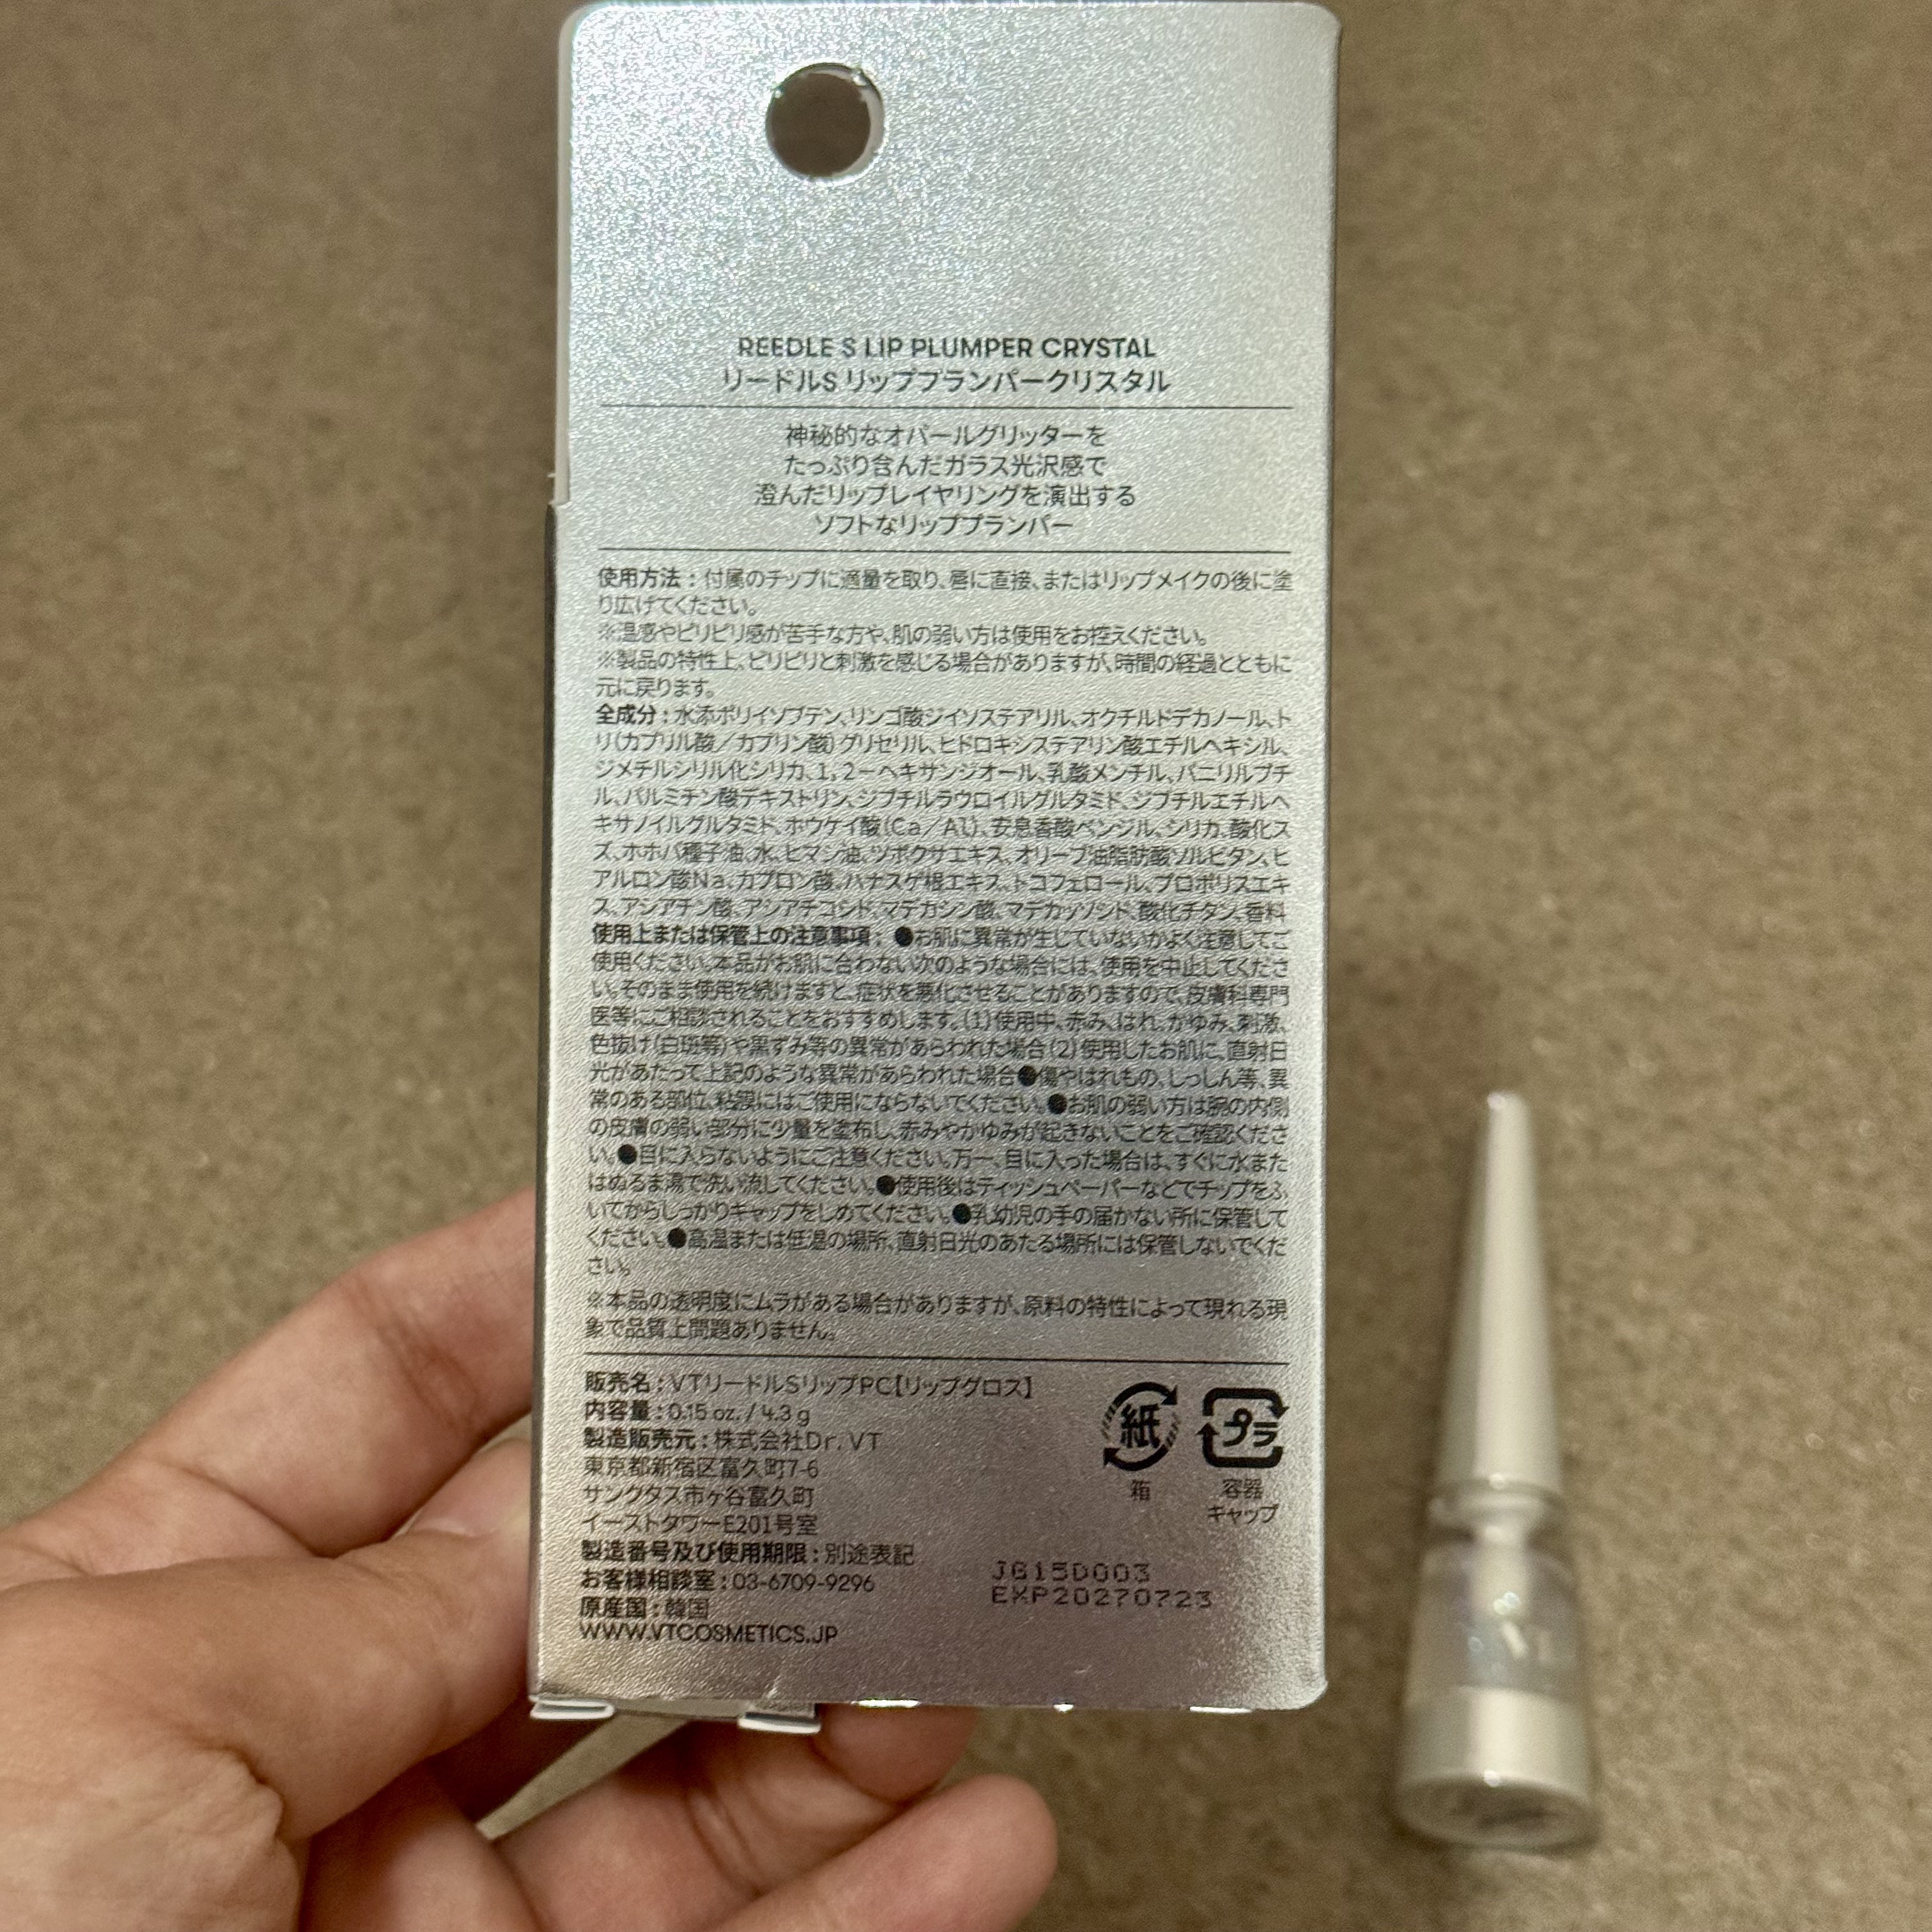 REEDLE S LIP PLUMPER CRYSTAL
リードルS リッププランパークリスタル
神秘的なオパールグリッターを
たっぷり含んだガラス光沢感で
澄んだリップレイヤリングを演出する
ソフトなリッププランパー
使用方法：付属のチップに適量を取り、唇に直接、またはリップメイクの後に塗
り広げてください。
※温感やピリピリ感が苦手な方や、肌の弱い方は使用をお控えください。
※製品の特性上、ピリピリと刺激を感じる場合がありますが、時間の経過とともに
元に戻ります。
全成分：水添ポリイソブテン、リンゴ酸ジイソステアリル、オクチルドデカノール、ト
リ（カプリル酸／カプリン酸）グリセリル、ヒドロキシステアリン酸エチルヘキシル、
ジメチルシリル化シリカ、1，2－ヘキサンジオール、乳酸メンチル、バニリルブチ
ル、パルミチン酸デキストリン、ジブチルラウロイルグルタミド、ジブチルエチルヘ
キサノイルグルタミド、ホウケイ酸（Ca／Al）、安息香酸ベンジル、シリカ、酸化ス
ズ、ホホバ種子油、水、ヒマシ油、ツボクサエキス、オリーブ油脂肪酸ソルビタン、ヒ
アルロン酸Na、カプロン酸、ハナスゲ根エキス、トコフェロール、プロポリスエキ
ス、アシアチン酸、アシアチコシド、マデカシン酸、マデカッソシド、酸化チタン、香料
使用上または保管上の注意事項：●お肌に異常が生じていないかよく注意してご
使用ください。本品がお肌に合わない次のような場合には、使用を中止してくださ
い。そのまま使用を続けますと、症状を悪化させることがありますので、皮膚科専門
医等にご相談されることをおすすめします。（1）使用中、赤み、はれ、かゆみ、刺激、
色抜け（白斑等）や黒ずみ等の異常があらわれた場合（2）使用したお肌に、直射日
光があたって上記のような異常があらわれた場合●傷やはれもの、しっしん等、異
常のある部位、粘膜にはご使用にならないでください。●お肌の弱い方は腕の内側
の皮膚の弱い部分に少量を塗布し、赤みやかゆみが起きないことをご確認くださ
い。●目に入らないようにご注意ください。万一、目に入った場合は、すぐに水また
はぬるま湯で洗い流してください。●使用後はティッシュペーパーなどでチップをふ
いてからしっかりキャップをしめてください。●乳幼児の手の届かない所に保管して
ください。●高温または低温の場所、直射日光のあたる場所には保管しないでくだ
さい。
※本品の透明度にムラがある場合がありますが、原料の特性によって現れる現
象で品質上問題ありません。
販売名：VTリードルSリップPC【リップグロス】
内容量：0.15 oz. / 4.3 g
製造販売元：株式会社Dr. VT
東京都新宿区富久町7-6
サンクタス市ヶ谷富久町
イーストタワーE201号室
製造番号及び使用期限：別途表記
お客様相談室：03-6709-9296
原産国：韓国
WWW.VTCOSMETICS.JP
紙
箱
プラ
容器
キャップ
JG15D003
EXP20270723